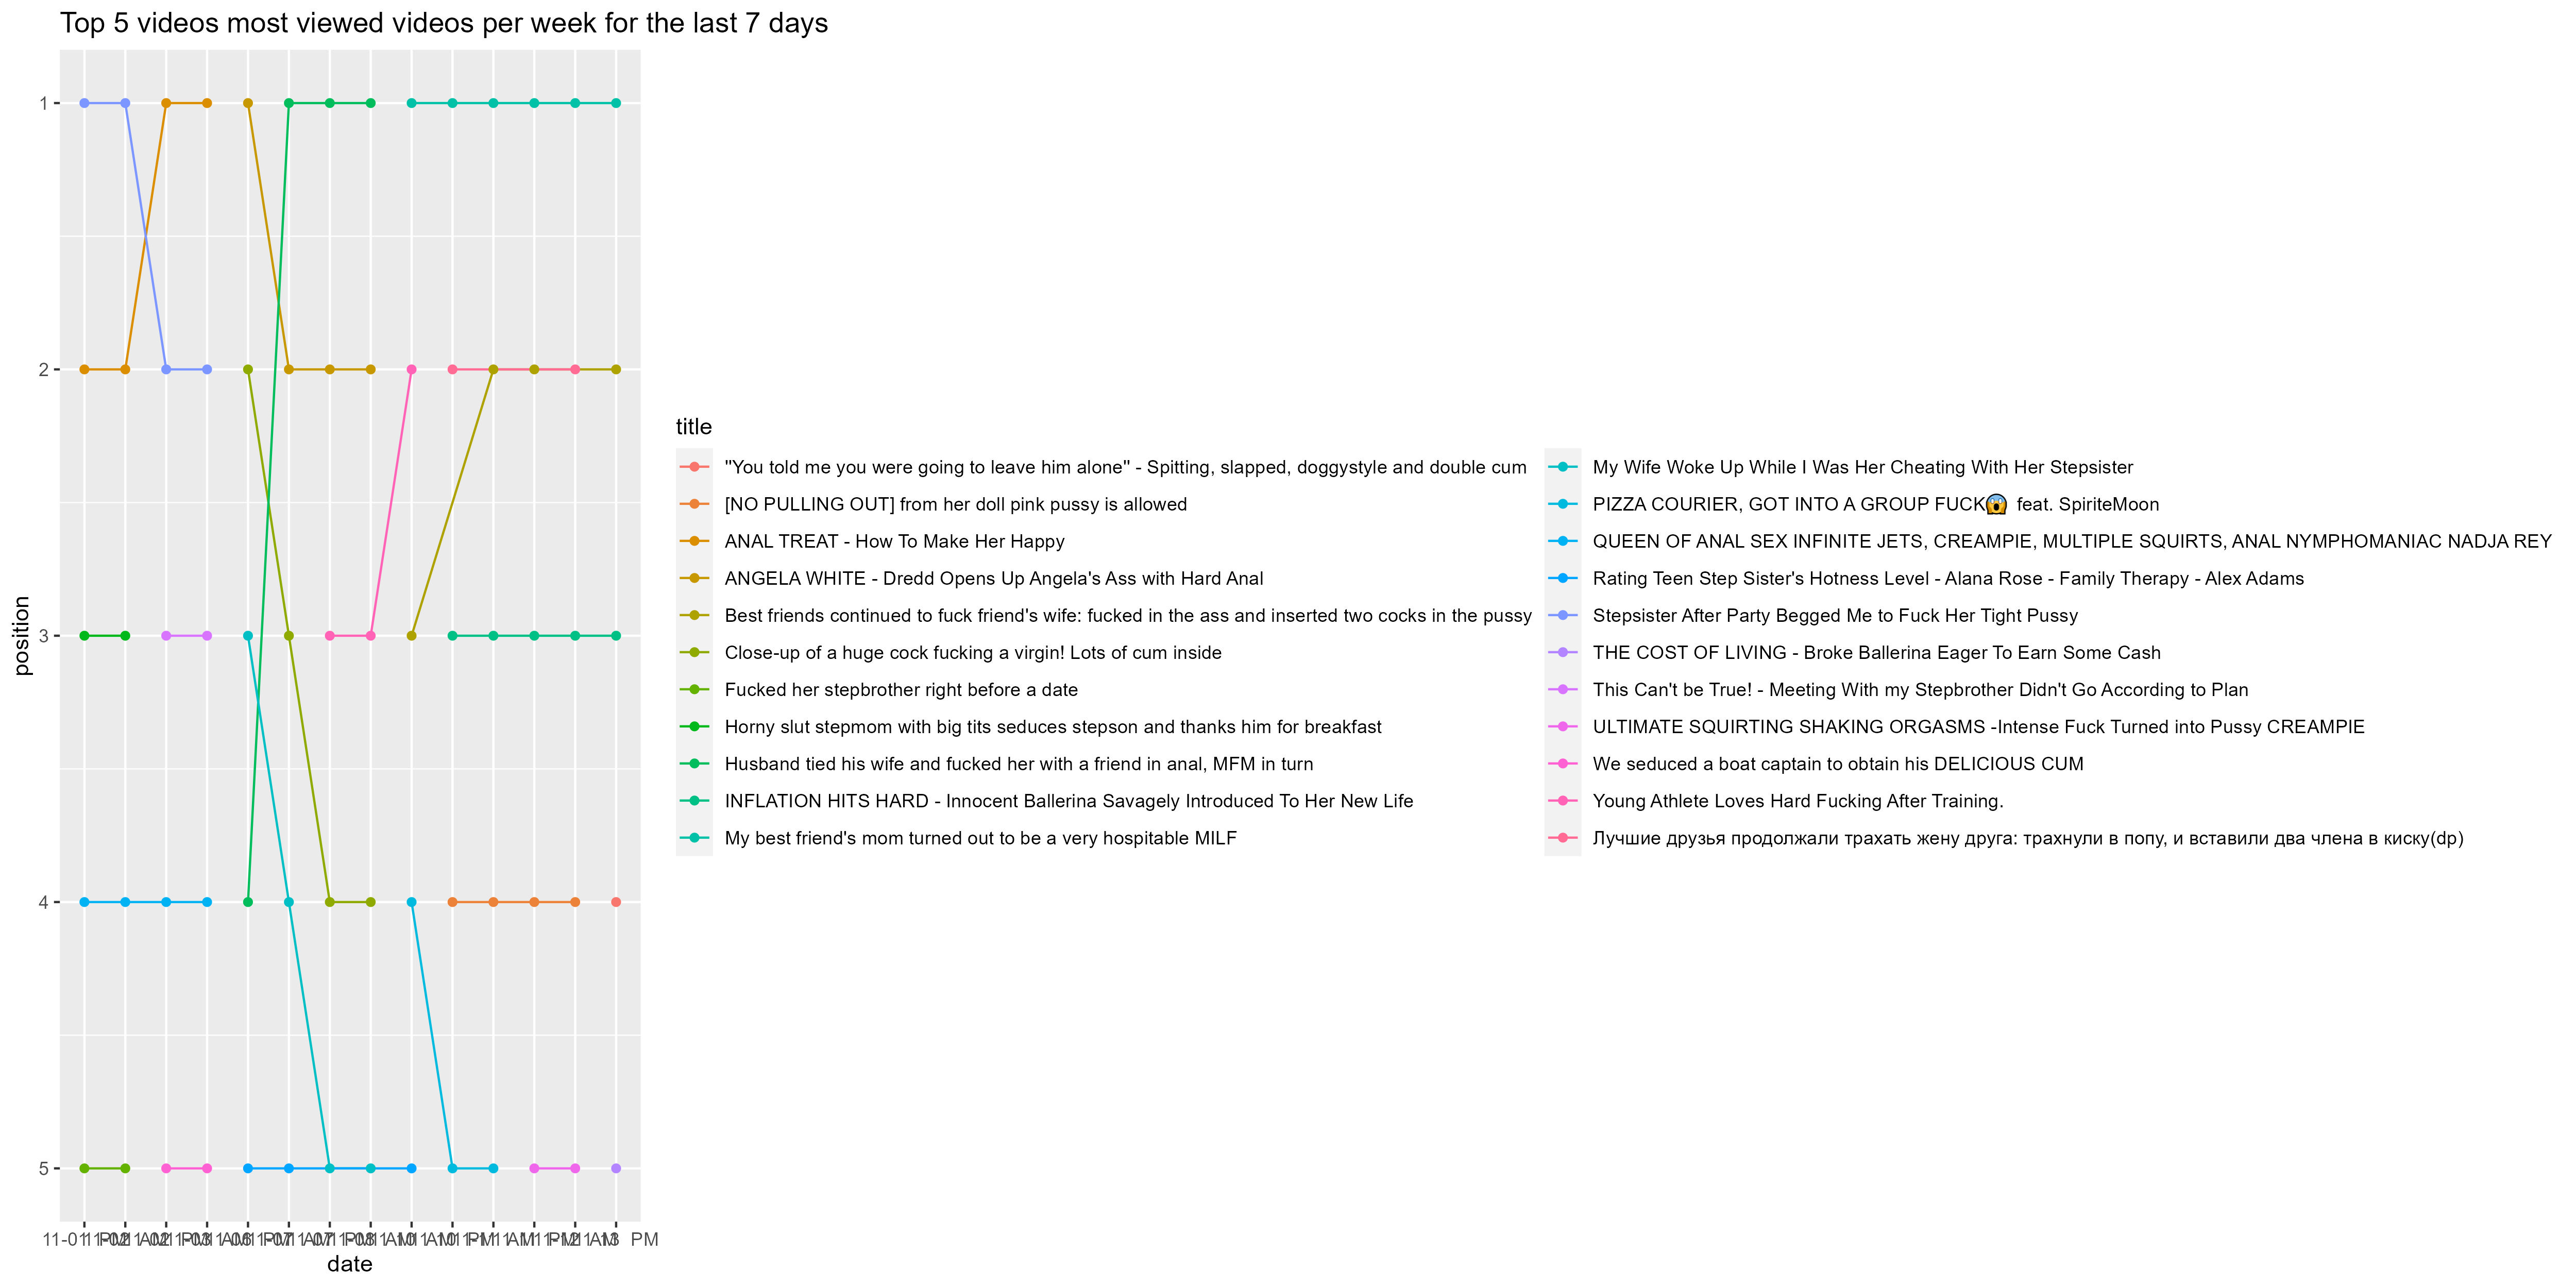 Top 5 videos most viewed videos per week for the last 7 days
1
2
3
4
5
position
date
title
"You told me you were going to leave him alone" - Spitting, slapped, doggystyle and double cum
[NO PULLING OUT] from her doll pink pussy is allowed
ANAL TREAT - How To Make Her Happy
ANGELA WHITE - Dredd Opens Up Angela's Ass with Hard Anal
Best friends continued to fuck friend's wife: fucked in the ass and inserted two cocks in the pussy
Close-up of a huge cock fucking a virgin! Lots of cum inside
Fucked her stepbrother right before a date
Horny slut stepmom with big tits seduces stepson and thanks him for breakfast
Husband tied his wife and fucked her with a friend in anal, MFM in turn
INFLATION HITS HARD - Innocent Ballerina Savagely Introduced To Her New Life
My best friend's mom turned out to be a very hospitable MILF
My Wife Woke Up While I Was Her Cheating With Her Stepsister
PIZZA COURIER, GOT INTO A GROUP FUCK😱 feat. SpiriteMoon
QUEEN OF ANAL SEX INFINITE JETS, CREAMPIE, MULTIPLE SQUIRTS, ANAL NYMPHOMANIAC NADJA REY
Rating Teen Step Sister's Hotness Level - Alana Rose - Family Therapy - Alex Adams
Stepsister After Party Begged Me to Fuck Her Tight Pussy
THE COST OF LIVING - Broke Ballerina Eager To Earn Some Cash
This Can't be True! - Meeting With my Stepbrother Didn't Go According to Plan
ULTIMATE SQUIRTING SHAKING ORGASMS -Intense Fuck Turned into Pussy CREAMPIE
We seduced a boat captain to obtain his DELICIOUS CUM
Young Athlete Loves Hard Fucking After Training.
Лучшие друзья продолжали трахать жену друга: трахнули в попу, и вставили два члена в киску(dp)